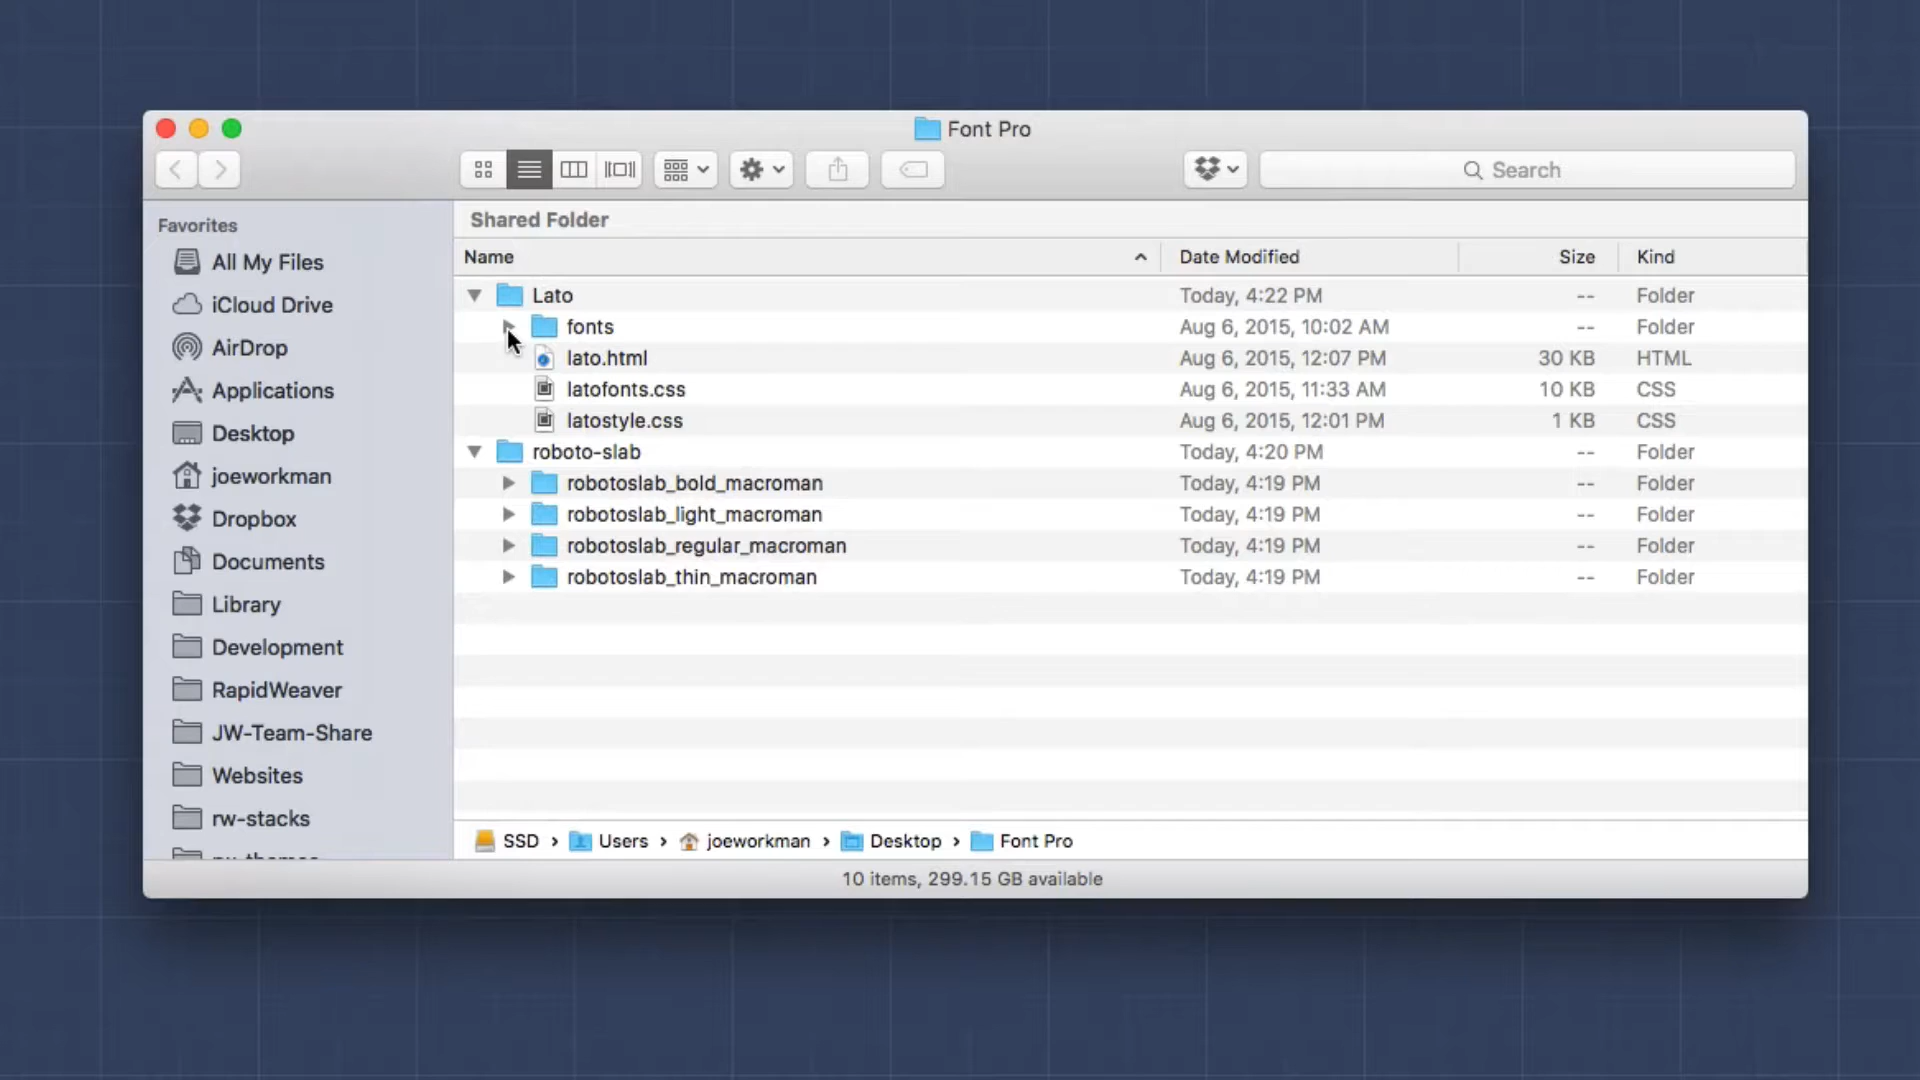 Font Pro
Search
Favorites
All My Files
iCloud Drive
AirDrop
Applications
Desktop
joeworkman
Dropbox
Documents
Library
Development
RapidWeaver
JW-Team-Share
Websites
rw-stacks
Shared Folder
Name Date Modified Size Kind
Lato Today, 4:22 PM -- Folder
fonts Aug 6, 2015, 10:02 AM -- Folder
lato.html Aug 6, 2015, 12:07 PM 30 KB HTML
latofonts.css Aug 6, 2015, 11:33 AM 10 KB CSS
latostyle.css Aug 6, 2015, 12:01 PM 1 KB CSS
roboto-slab Today, 4:20 PM -- Folder
robotoslab_bold_macroman Today, 4:19 PM -- Folder
robotoslab_light_macroman Today, 4:19 PM -- Folder
robotoslab_regular_macroman Today, 4:19 PM -- Folder
robotoslab_thin_macroman Today, 4:19 PM -- Folder
SSD › Users › joeworkman › Desktop › Font Pro
10 items, 299.15 GB available